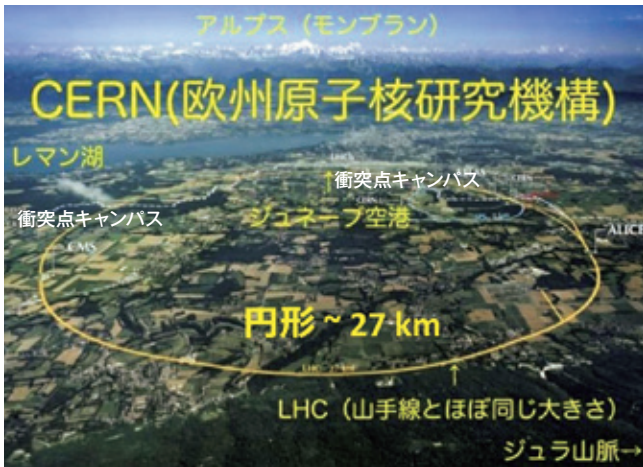 アルプス（モンブラン）
CERN(欧州原子核研究機構)
レマン湖
↑
衝突点キャンパス
衝突点キャンパス
ジュネーブ空港
CMS
ALICE
円形 ~ 27 km
↑
LHC（山手線とほぼ同じ大きさ）
ジュラ山脈→